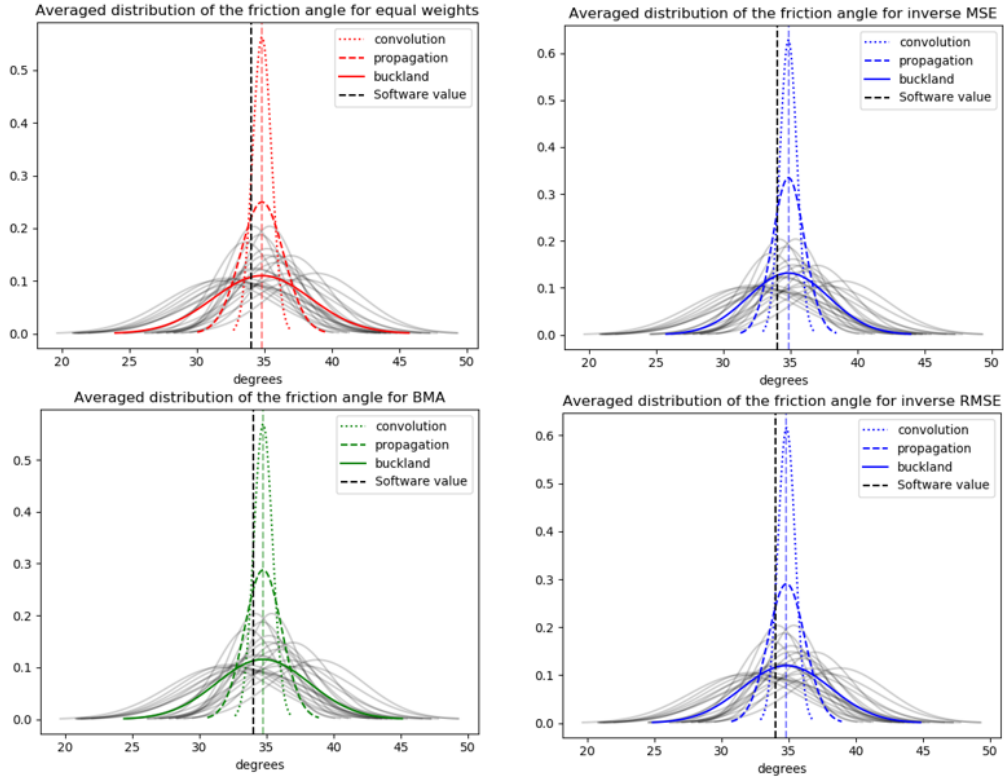 Averaged distribution of the friction angle for equal weights
convolution
propagation
buckland
Software value
0.5
0.4
0.3
0.2
0.1
0.0
20 25 30 35 40 45 50
degrees
Averaged distribution of the friction angle for inverse MSE
convolution
propagation
buckland
Software value
0.6
0.5
0.4
0.3
0.2
0.1
0.0
20 25 30 35 40 45 50
degrees
Averaged distribution of the friction angle for BMA
convolution
propagation
buckland
Software value
0.5
0.4
0.3
0.2
0.1
0.0
20 25 30 35 40 45 50
degrees
Averaged distribution of the friction angle for inverse RMSE
convolution
propagation
buckland
Software value
0.6
0.5
0.4
0.3
0.2
0.1
0.0
20 25 30 35 40 45 50
degrees